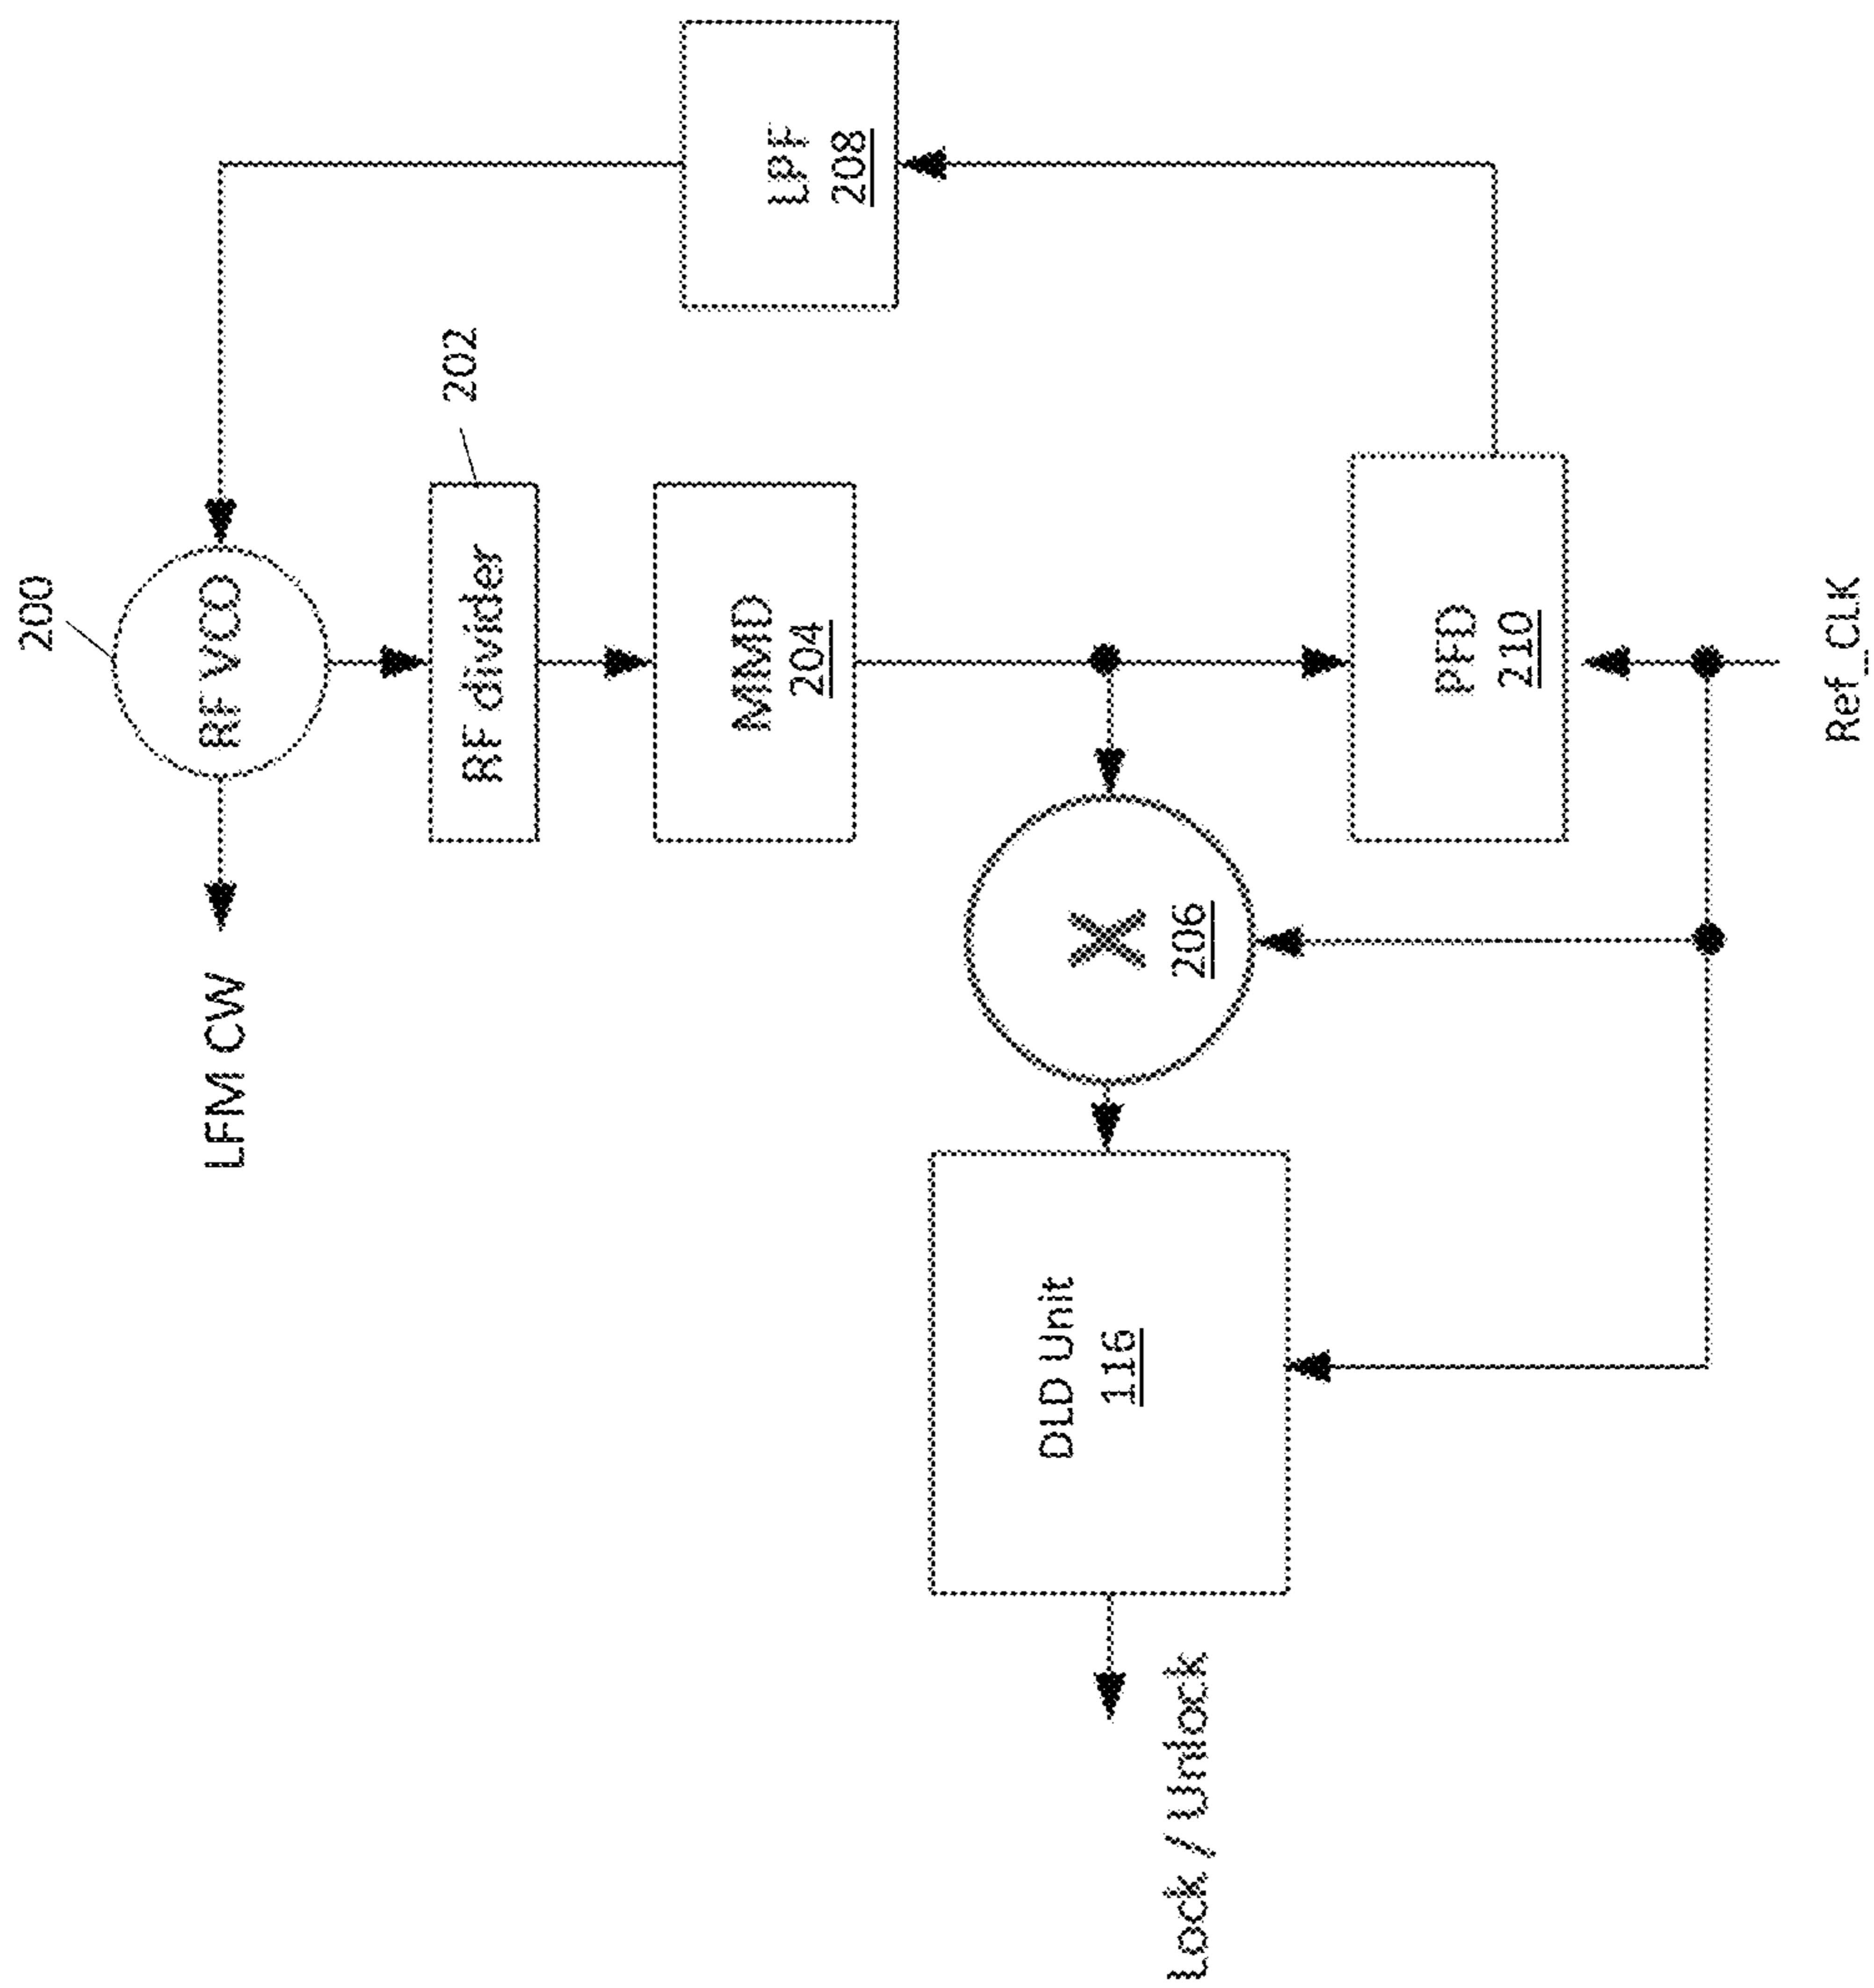 200
RF VCO
LFM CW
202
RF divider
LPF
208
MMD
204
X
206
DLD Unit
116
PFD
210
Lock / Unlock
Ref_CLK